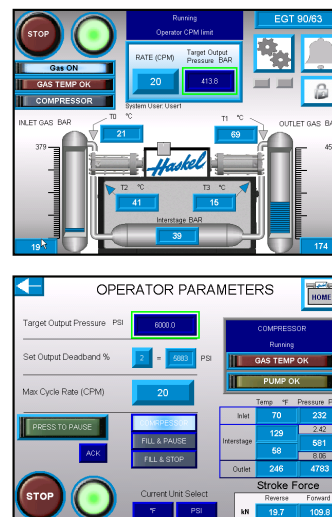 Running
Operator CPM limit
EGT 90/63
STOP
RATE (CPM)
Target Output
Pressure BAR
20
413.8
Gas ON
GAS TEMP OK
COMPRESSOR
System User: User1
INLET GAS BAR
T0 °C
T1 °C
OUTLET GAS BA
21
69
379
45
Haskel
T2 °C
T3 °C
41
15
Interstage BAR
39
19
174
OPERATOR PARAMETERS
HOME
Target Output Pressure PSI
6000.0
COMPRESSOR
Running
Set Output Deadband %
2 = 5883 PSI
GAS TEMP OK
PUMP OK
Max Cycle Rate (CPM)
20
Temp °F Pressure P
Inlet 70 232
PRESS TO PAUSE
COMPRESSOR
2.42
Interstage 129 581
FILL & PAUSE
58
8.06
ACK
FILL & STOP
Outlet 246 4783
Stroke Force
STOP
Current Unit Select
Reverse Forward
°F PSI
kN 19.7 109.8